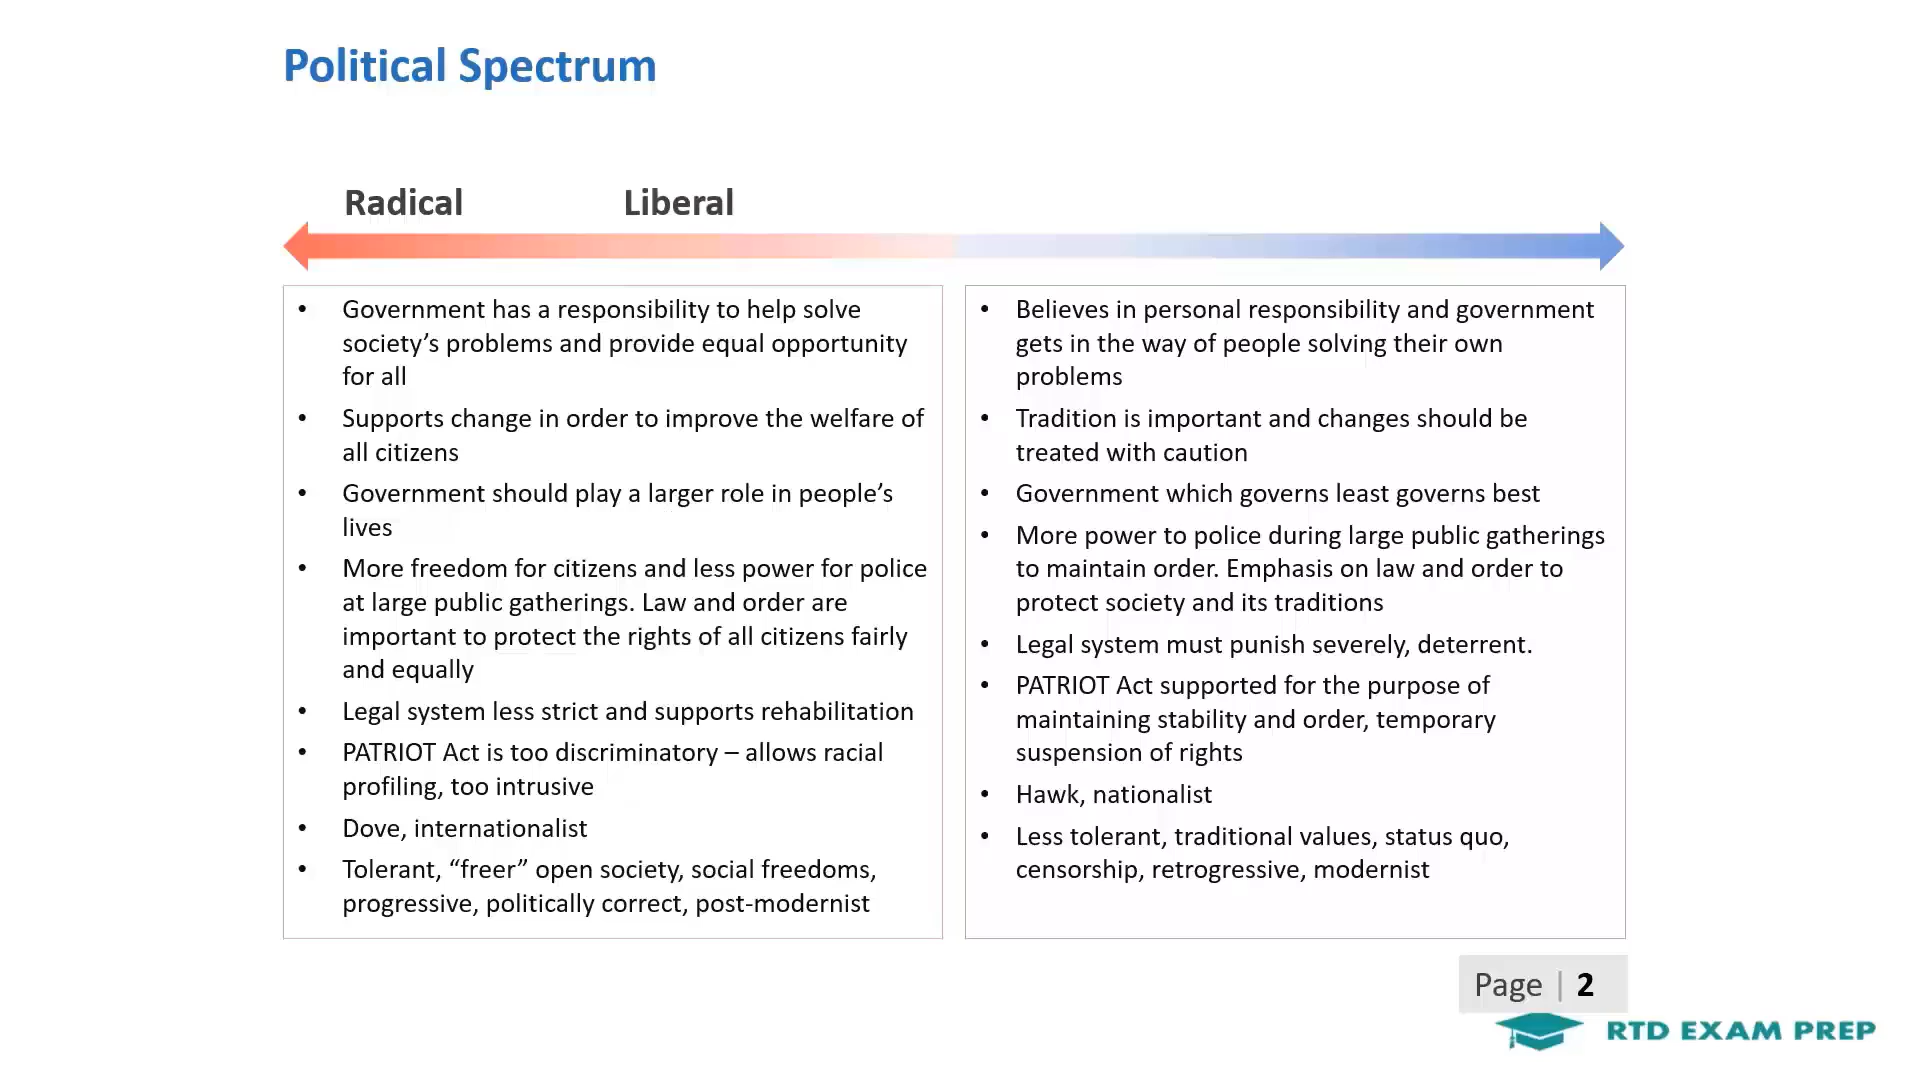 Political Spectrum
Radical
Liberal
• Government has a responsibility to help solve
society’s problems and provide equal opportunity
for all
• Supports change in order to improve the welfare of
all citizens
• Government should play a larger role in people’s
lives
• More freedom for citizens and less power for police
at large public gatherings. Law and order are
important to protect the rights of all citizens fairly
and equally
• Legal system less strict and supports rehabilitation
• PATRIOT Act is too discriminatory – allows racial
profiling, too intrusive
• Dove, internationalist
• Tolerant, “freer” open society, social freedoms,
progressive, politically correct, post-modernist
• Believes in personal responsibility and government
gets in the way of people solving their own
problems
• Tradition is important and changes should be
treated with caution
• Government which governs least governs best
• More power to police during large public gatherings
to maintain order. Emphasis on law and order to
protect society and its traditions
• Legal system must punish severely, deterrent.
• PATRIOT Act supported for the purpose of
maintaining stability and order, temporary
suspension of rights
• Hawk, nationalist
• Less tolerant, traditional values, status quo,
censorship, retrogressive, modernist
Page | 2
RTD EXAM PREP